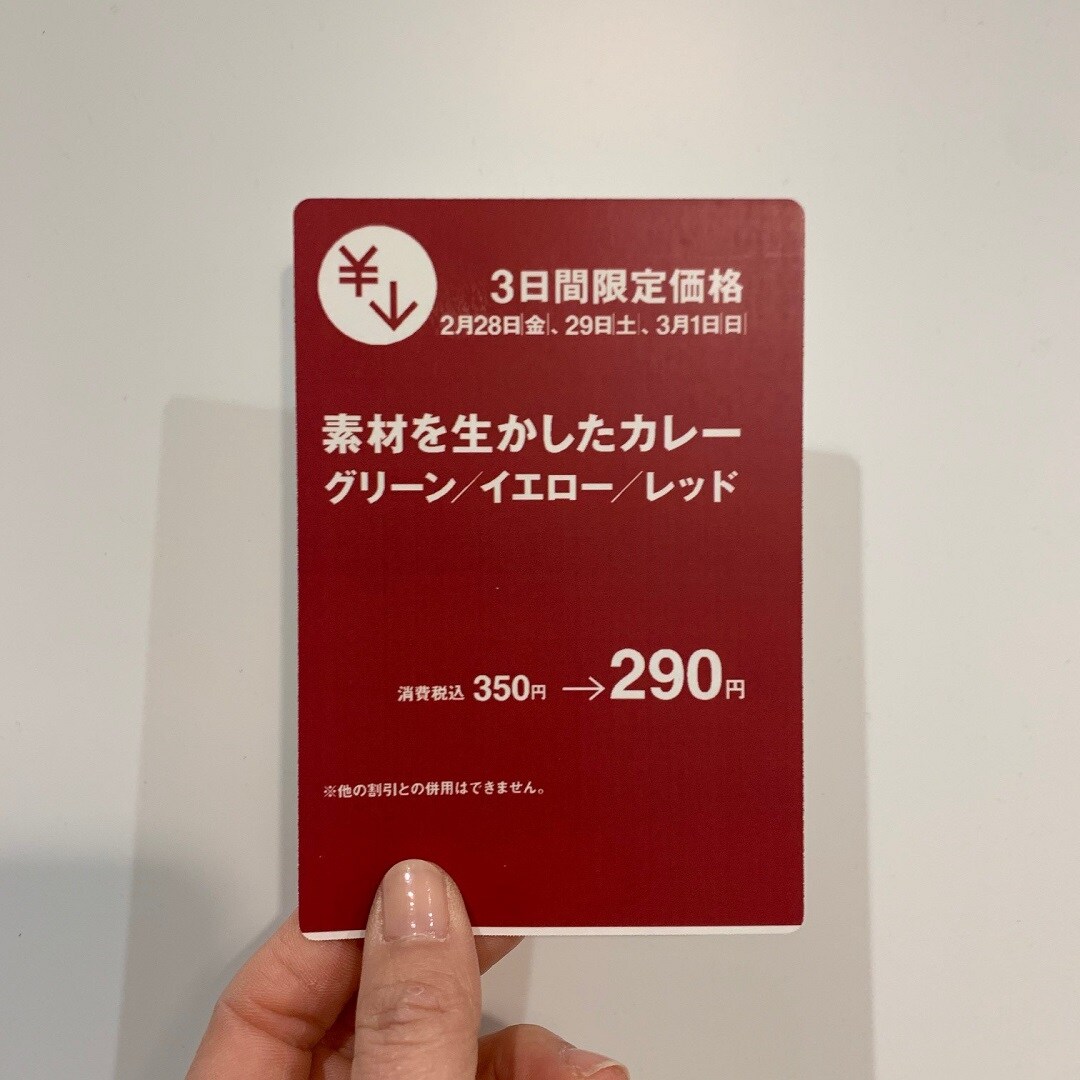 ¥↓
3日間限定価格
2月28日|金|、29日|土|、3月1日|日|
素材を生かしたカレー
グリーン／イエロー／レッド
消費税込 350円 →290円
※他の割引との併用はできません。